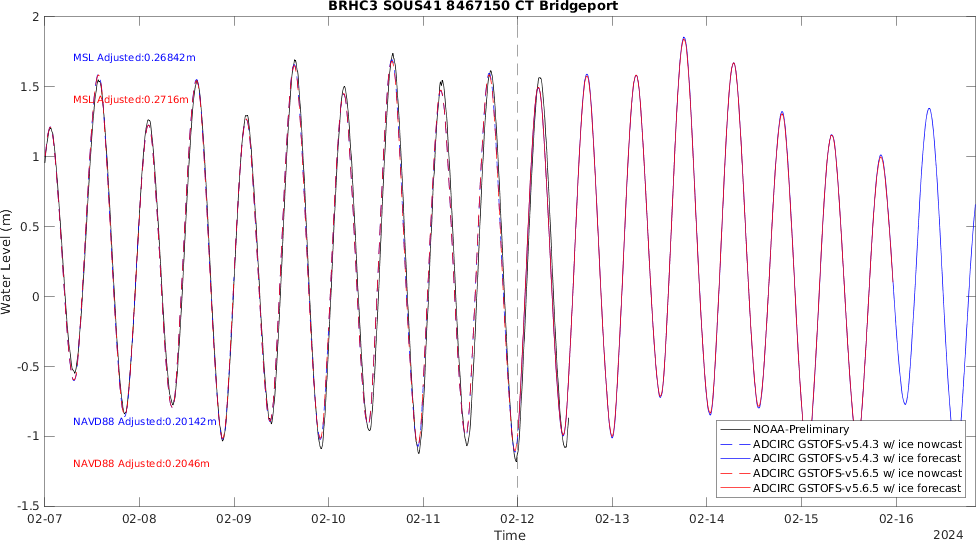 BRHC3 SOUS41 8467150 CT Bridgeport
2
1.5
1
0.5
0
-0.5
-1
-1.5
Water Level (m)
MSL Adjusted:0.26842m
MSL Adjusted:0.2716m
NAVD88 Adjusted:0.20142m
NAVD88 Adjusted:0.2046m
NOAA-Preliminary
ADCIRC GSTOFS-v5.4.3 w/ ice nowcast
ADCIRC GSTOFS-v5.4.3 w/ ice forecast
ADCIRC GSTOFS-v5.6.5 w/ ice nowcast
ADCIRC GSTOFS-v5.6.5 w/ ice forecast
02-07 02-08 02-09 02-10 02-11 02-12 02-13 02-14 02-15 02-16
Time
2024